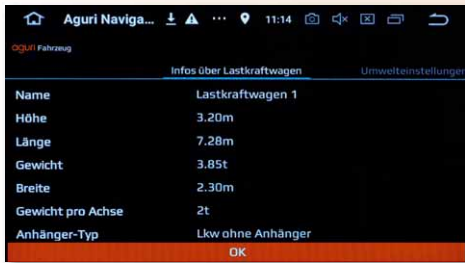 Aguri Naviga... 11:14
aguri Fahrzeug
Infos über Lastkraftwagen Umwelteinstellungen
Name Lastkraftwagen 1
Höhe 3.20m
Länge 7.28m
Gewicht 3.85t
Breite 2.30m
Gewicht pro Achse 2t
Anhänger-Typ Lkw ohne Anhänger
OK